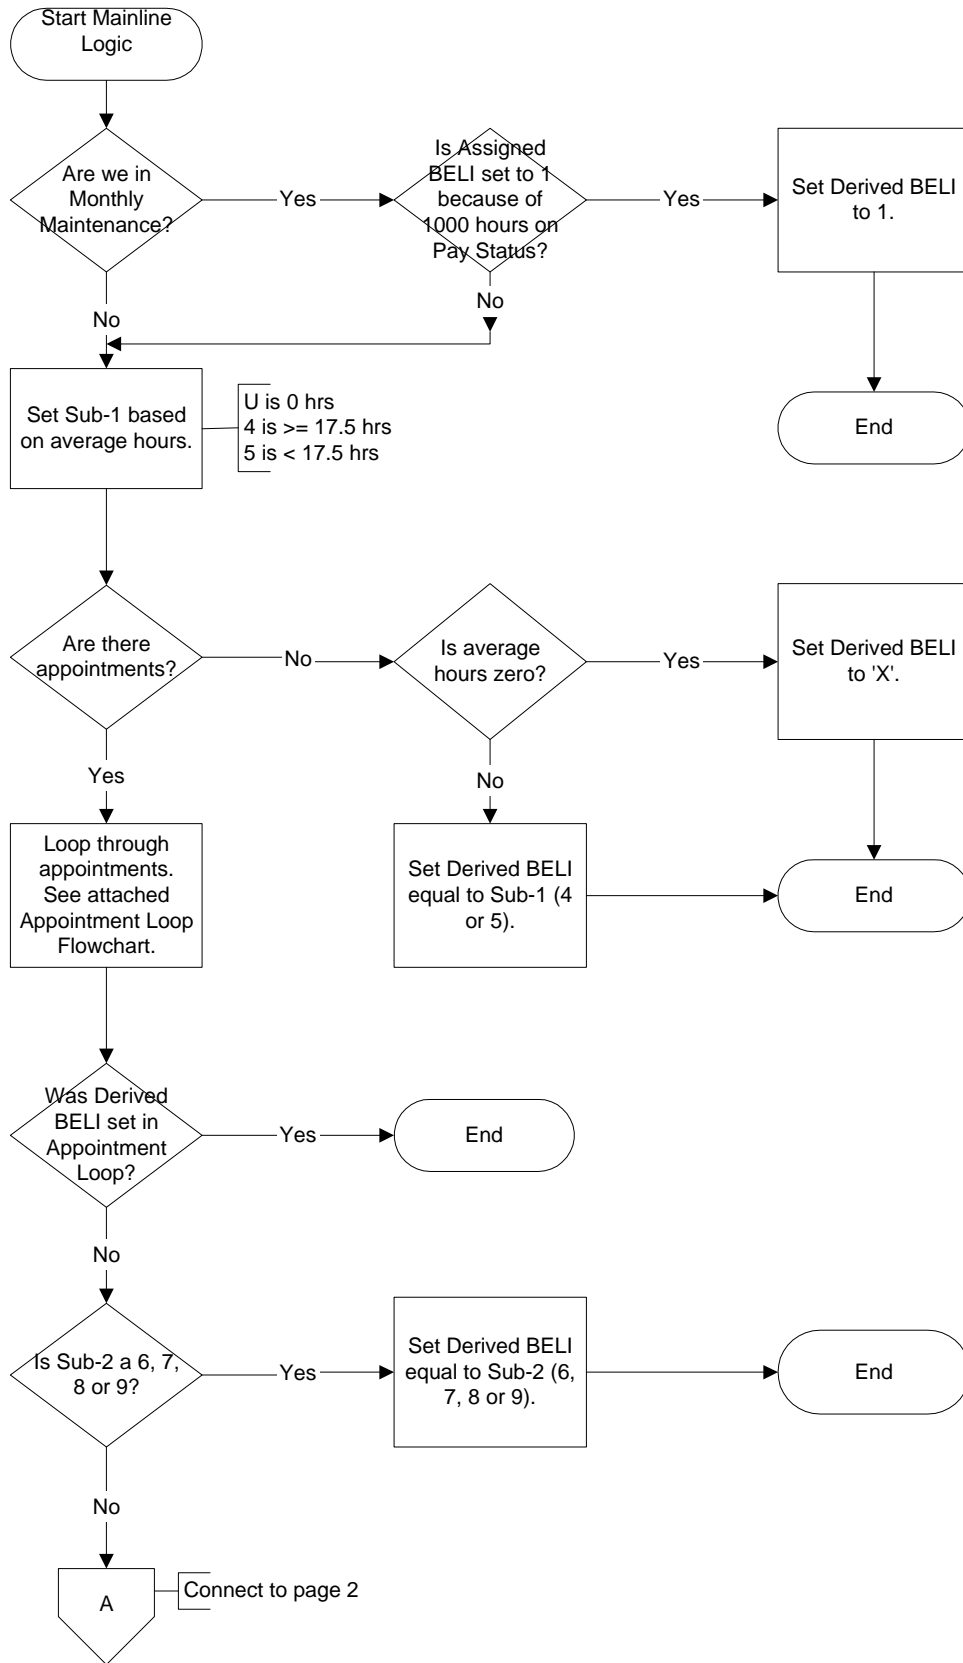 Start Mainline
Logic
Are we in
Monthly
Maintenance?
Yes
Is Assigned
BELI set to 1
because of
1000 hours on
Pay Status?
Yes
Set Derived BELI
to 1.
No
No
Set Sub-1 based
on average hours.
U is 0 hrs
4 is >= 17.5 hrs
5 is < 17.5 hrs
End
Are there
appointments?
No
Is average
hours zero?
Yes
Set Derived BELI
to 'X'.
Yes
No
Loop through
appointments.
See attached
Appointment Loop
Flowchart.
Set Derived BELI
equal to Sub-1 (4
or 5).
End
Was Derived
BELI set in
Appointment
Loop?
Yes
End
No
Is Sub-2 a 6, 7,
8 or 9?
Yes
Set Derived BELI
equal to Sub-2 (6,
7, 8 or 9).
End
No
A
Connect to page 2